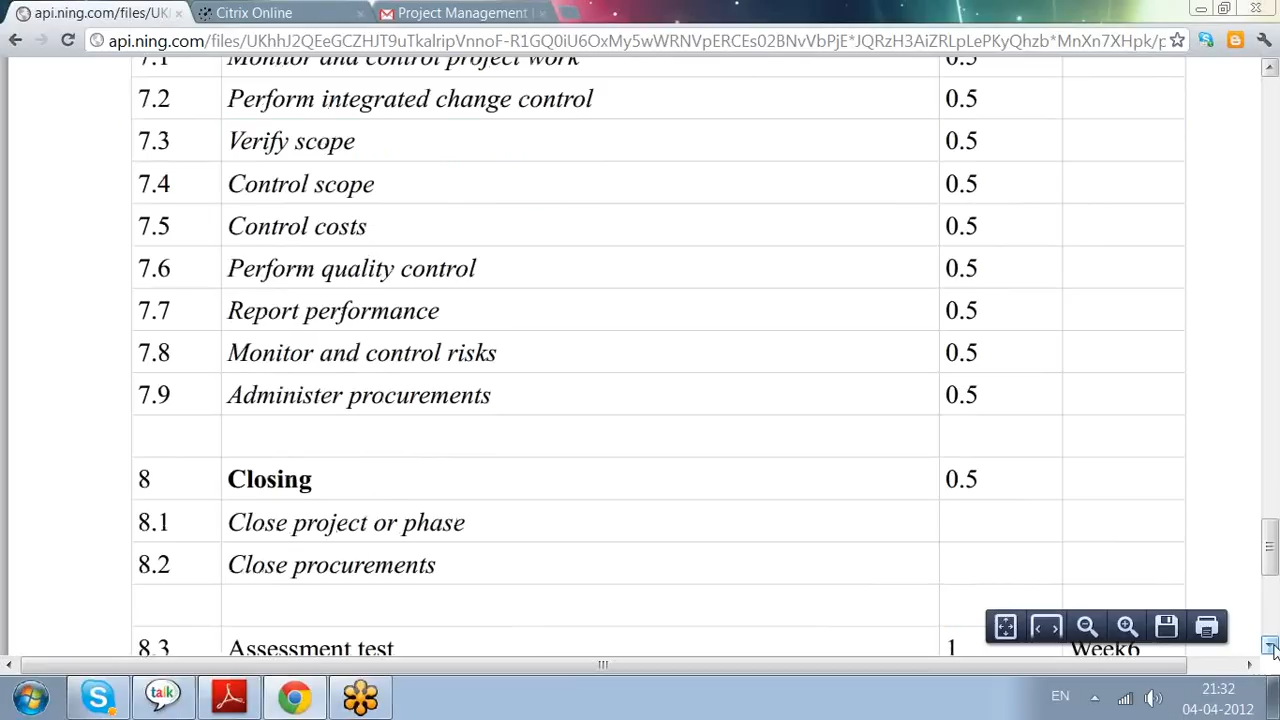 api.ning.com/files/UKI
Citrix Online
Project Management
api.ning.com/files/UKhhJ2QEeGCZHJT9uTkalripVnnoF-R1GQ0iU6OxMy5wWRNVpERCEs02BNyVbPjE*JQRzH3AiZRLpLePKyQhzb*MnXn7XHpk/p
7.1 Monitor and control project work 0.5
7.2 Perform integrated change control 0.5
7.3 Verify scope 0.5
7.4 Control scope 0.5
7.5 Control costs 0.5
7.6 Perform quality control 0.5
7.7 Report performance 0.5
7.8 Monitor and control risks 0.5
7.9 Administer procurements 0.5
8 Closing 0.5
8.1 Close project or phase
8.2 Close procurements
8.3 Assessment test 1 Week6
talk
EN
21:32
04-04-2012